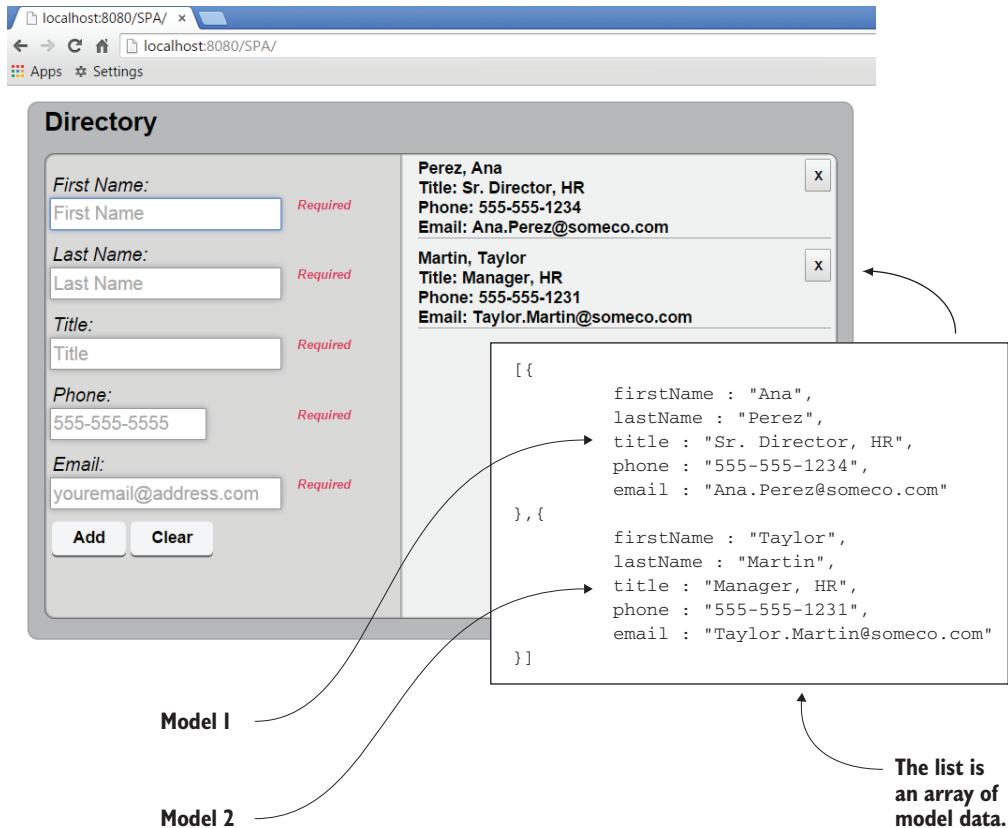 localhost:8080/SPA/ ×
localhost:8080/SPA/
Apps Settings
Directory
First Name:
First Name
Required
Last Name:
Last Name
Required
Title:
Title
Required
Phone:
555-555-5555
Required
Email:
youremail@address.com
Required
Add Clear
Perez, Ana
Title: Sr. Director, HR
Phone: 555-555-1234
Email: Ana.Perez@someco.com
X
Martin, Taylor
Title: Manager, HR
Phone: 555-555-1231
Email: Taylor.Martin@someco.com
X
[{
firstName : "Ana",
lastName : "Perez",
title : "Sr. Director, HR",
phone : "555-555-1234",
email : "Ana.Perez@someco.com"
},{
firstName : "Taylor",
lastName : "Martin",
title : "Manager, HR",
phone : "555-555-1231",
email : "Taylor.Martin@someco.com"
}]
Model 1
Model 2
The list is
an array of
model data.